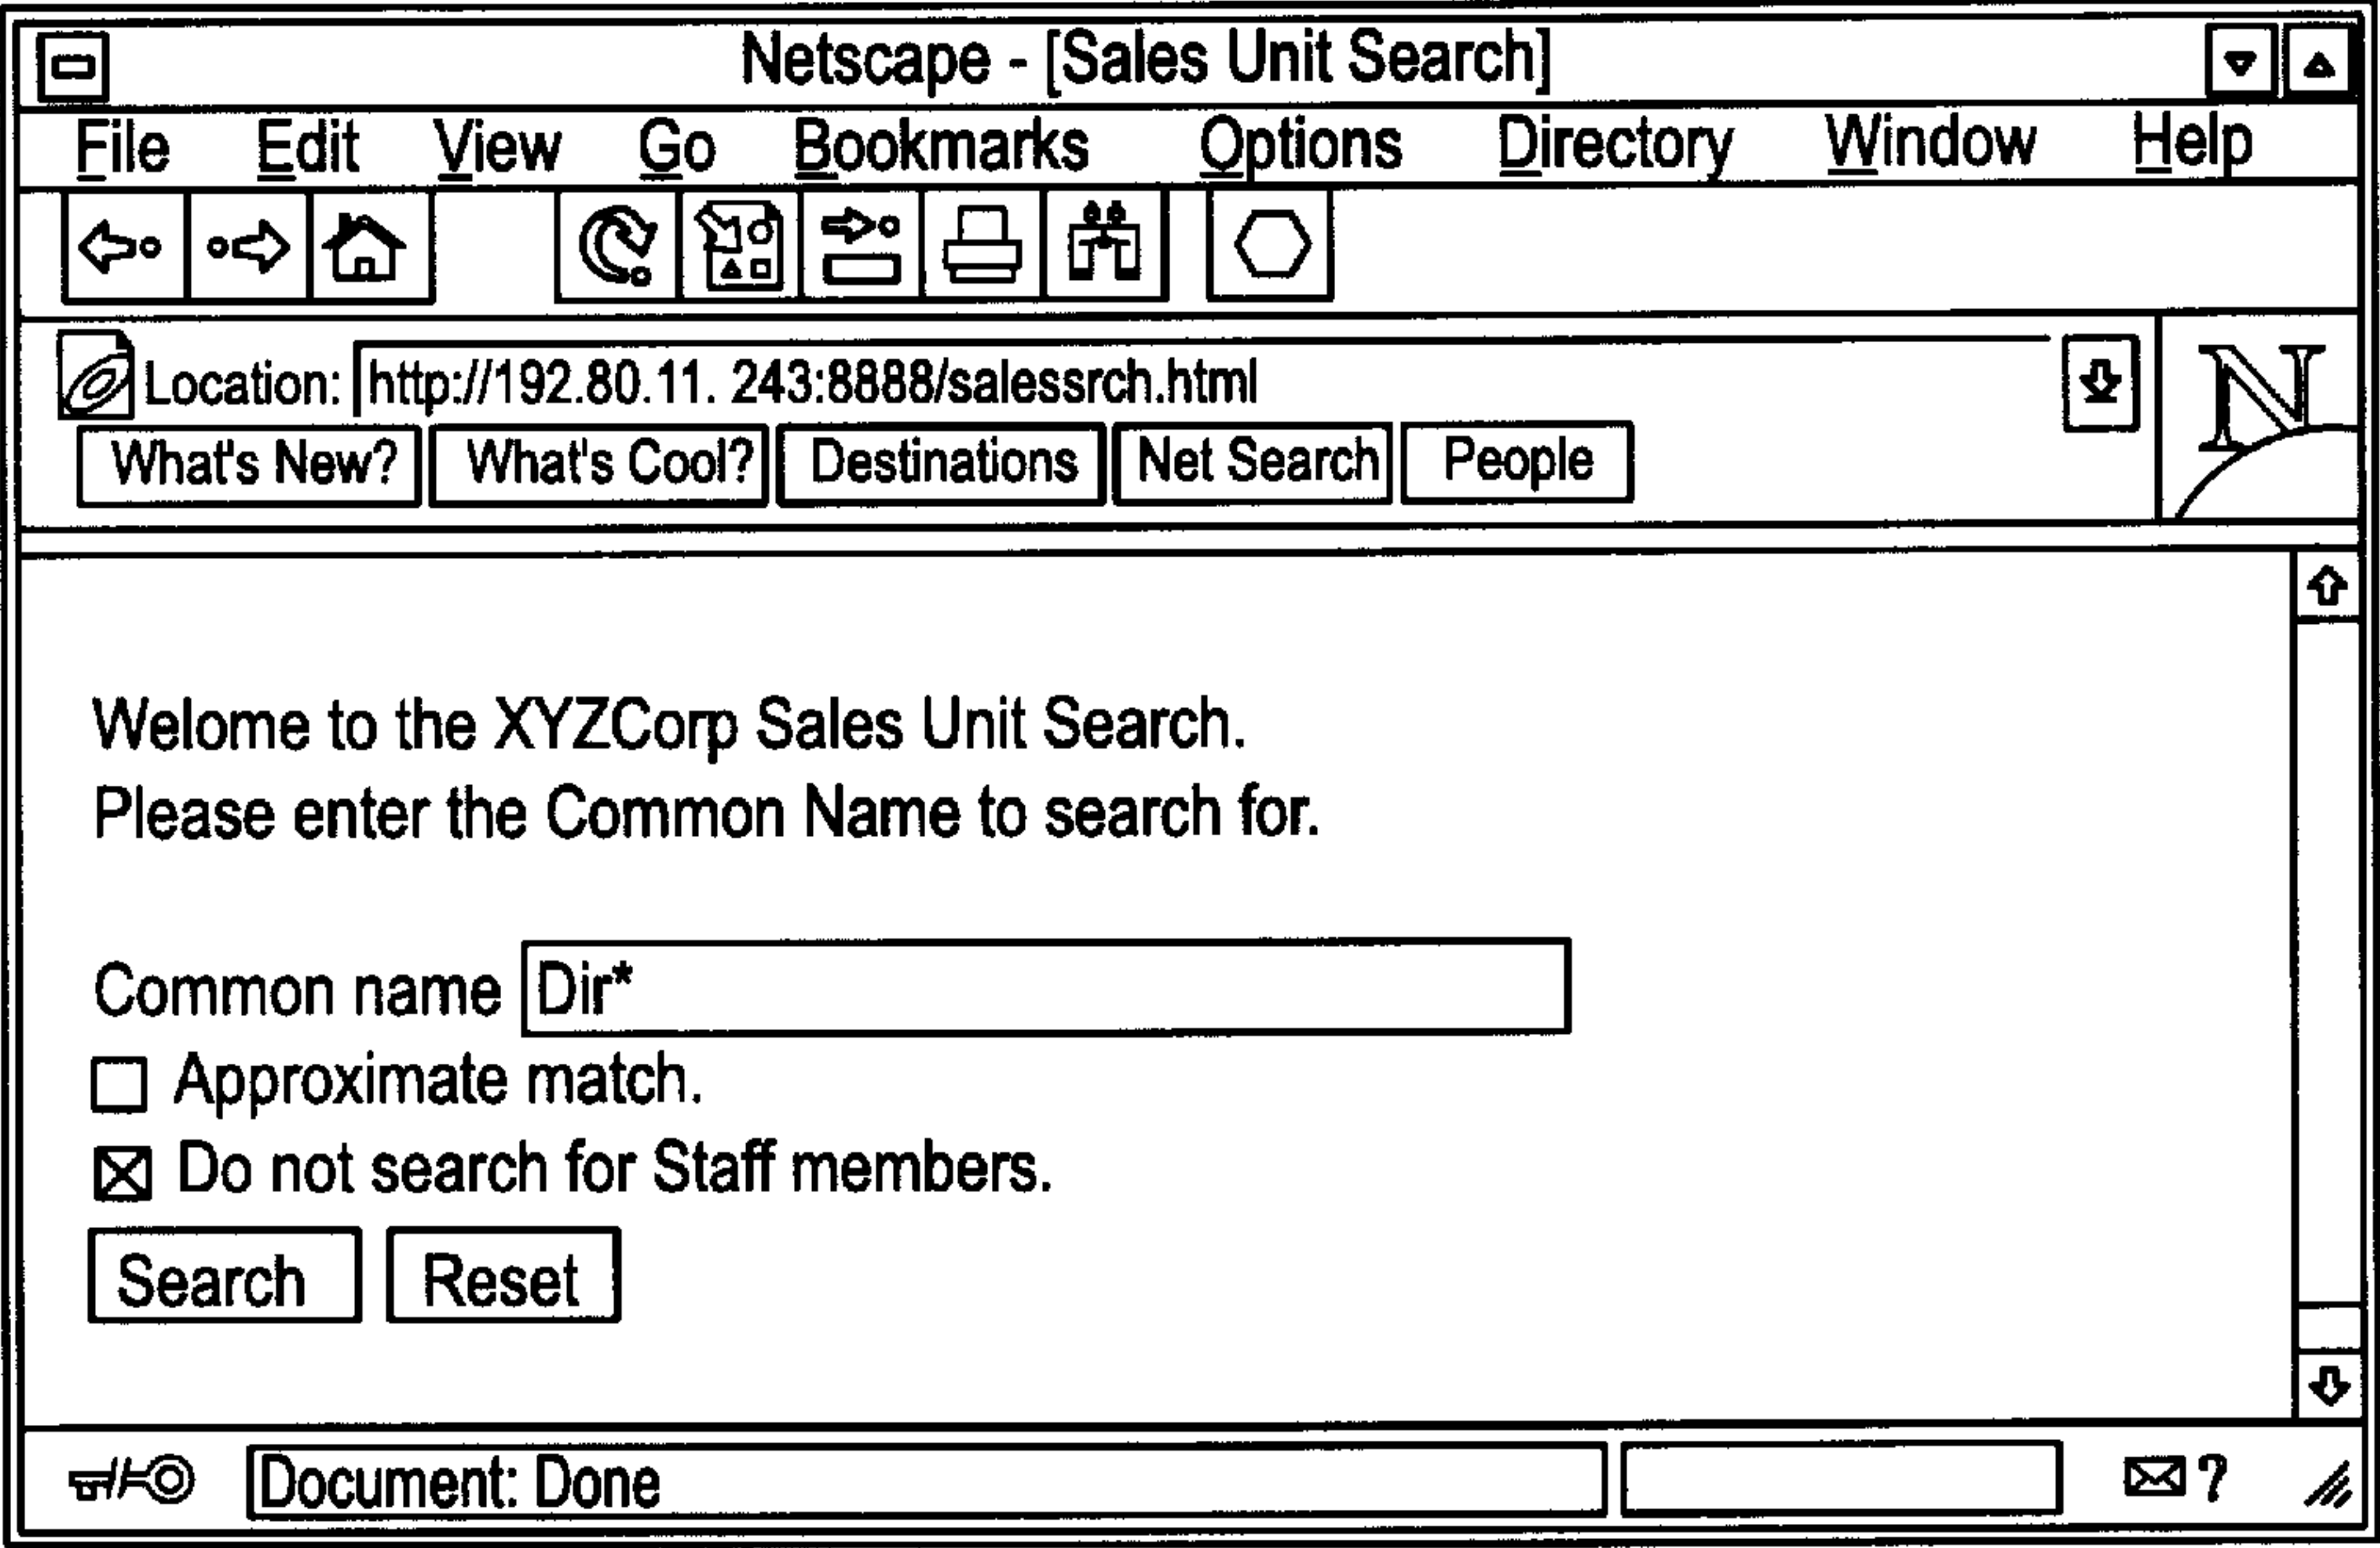 Netscape - [Sales Unit Search]
File Edit View Go Bookmarks Options Directory Window Help
Location: http://192.80.11. 243:8888/salessrch.html
N
What's New? What's Cool? Destinations Net Search People
Welome to the XYZCorp Sales Unit Search.
Please enter the Common Name to search for.
Common name Dir*
Approximate match.
Do not search for Staff members.
Search Reset
Document: Done
?